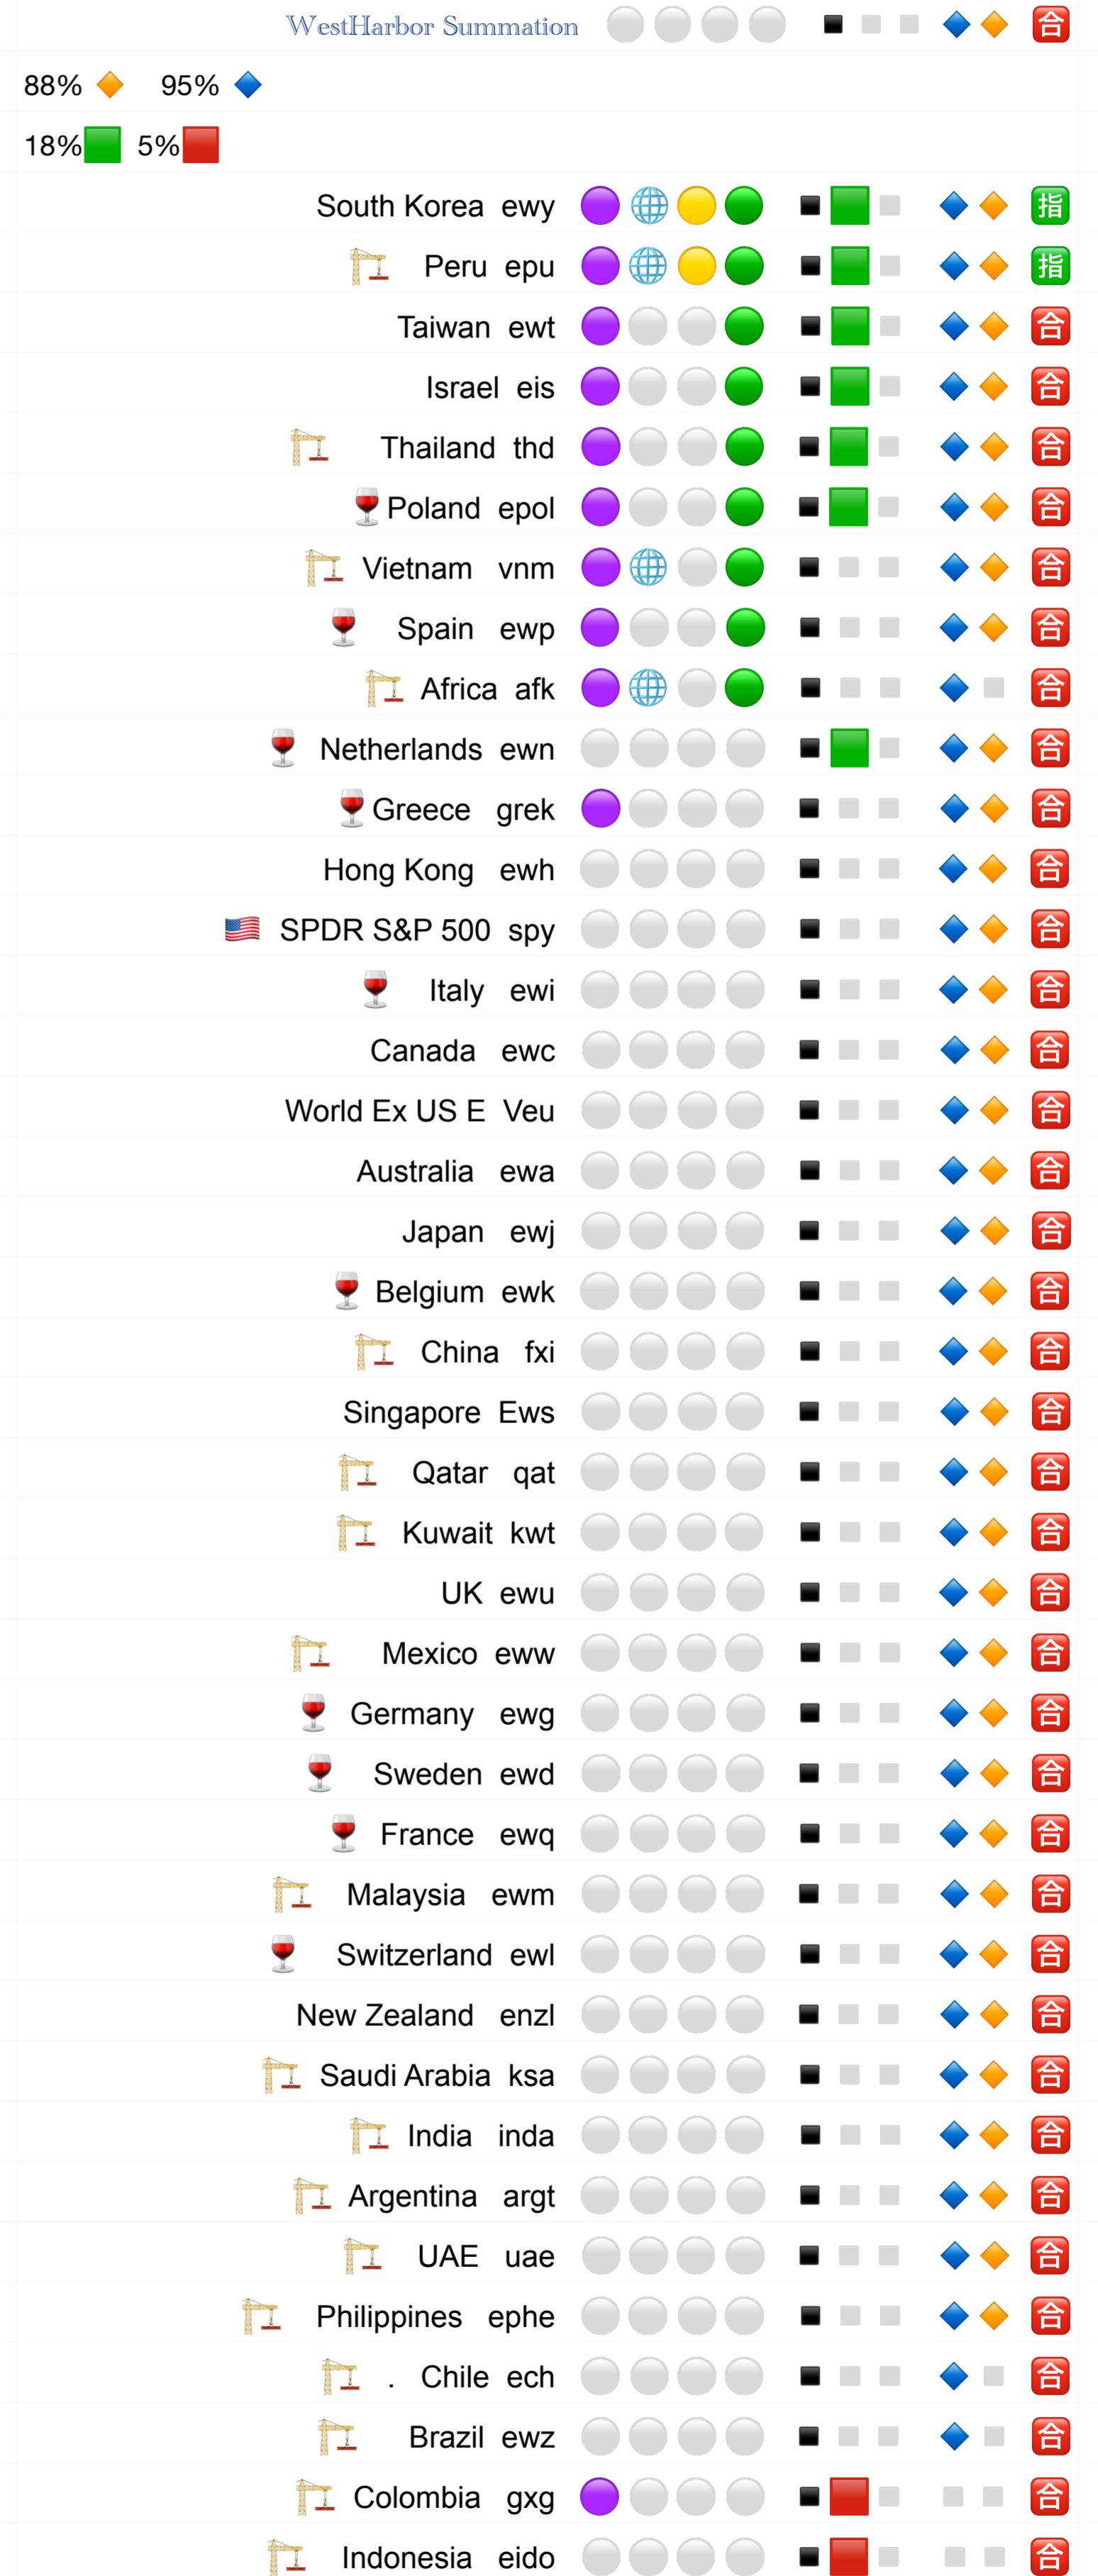 WestHarbor Summation 合
88% 95%
18% 5%
South Korea ewy 指
Peru epu 指
Taiwan ewt 合
Israel eis 合
Thailand thd 合
Poland epol 合
Vietnam vnm 合
Spain ewp 合
Africa afk 合
Netherlands ewn 合
Greece grek 合
Hong Kong ewh 合
SPDR S&P 500 spy 合
Italy ewi 合
Canada ewc 合
World Ex US E Veu 合
Australia ewa 合
Japan ewj 合
Belgium ewk 合
China fxi 合
Singapore Ews 合
Qatar qat 合
Kuwait kwt 合
UK ewu 合
Mexico eww 合
Germany ewg 合
Sweden ewd 合
France ewq 合
Malaysia ewm 合
Switzerland ewl 合
New Zealand enzl 合
Saudi Arabia ksa 合
India inda 合
Argentina argt 合
UAE uae 合
Philippines ephe 合
. Chile ech 合
Brazil ewz 合
Colombia gxg 合
Indonesia eido 合